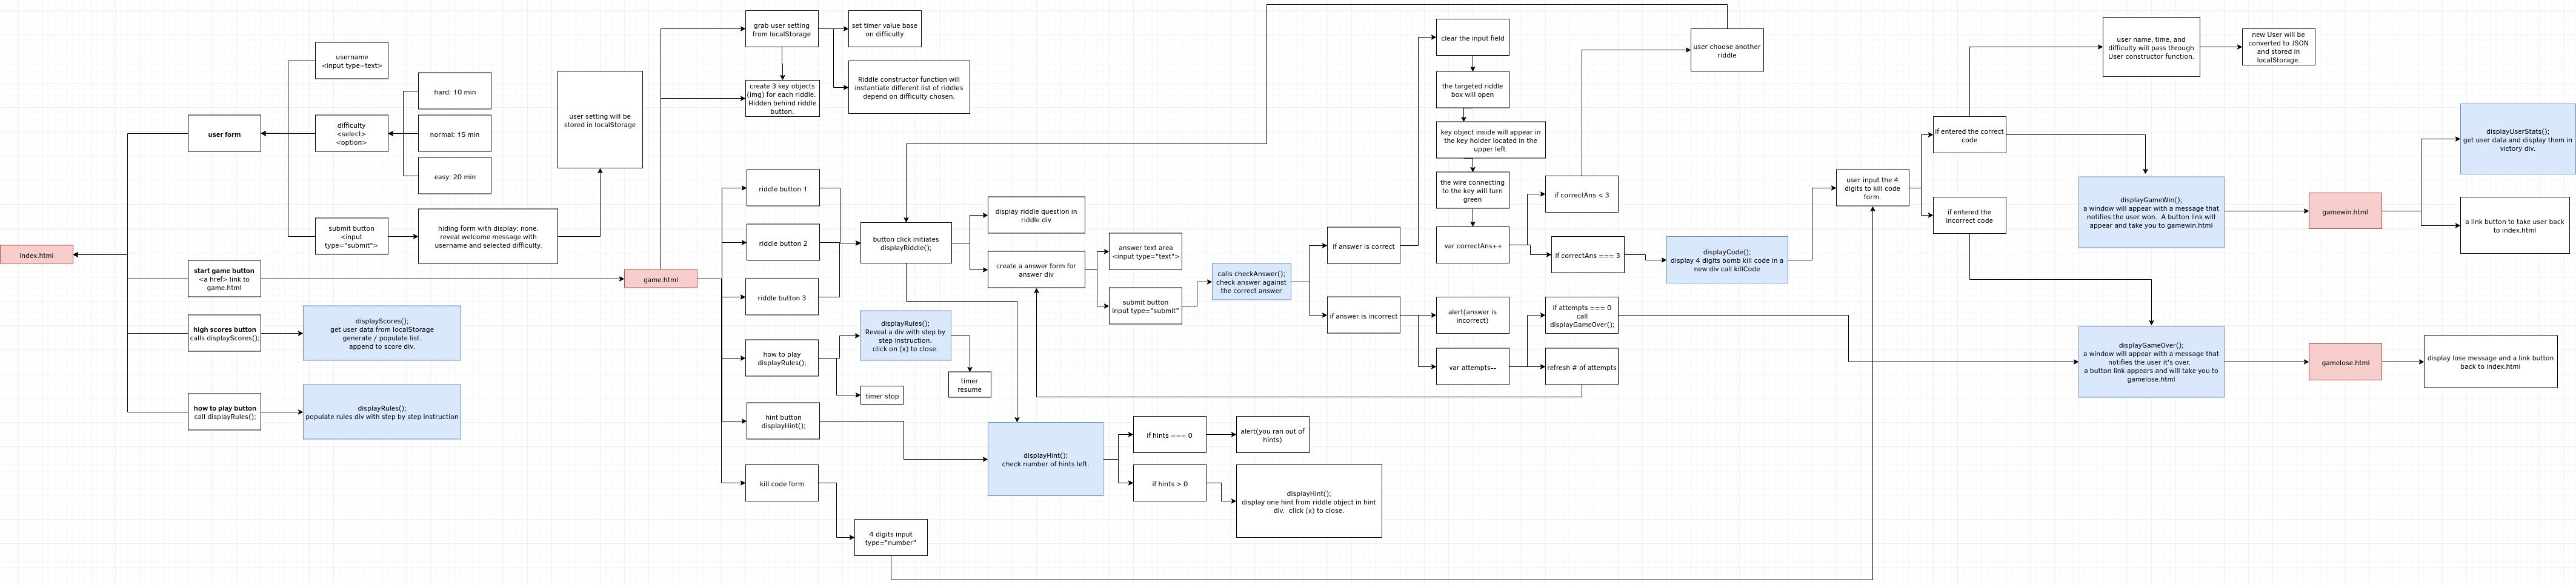 index.html
user form
username
<input type=text>
difficulty
<select>
<option>
hard: 10 min
normal: 15 min
easy: 20 min
submit button
<input
type="submit">
hiding form with display: none.
reveal welcome message with
username and selected difficulty.
user setting will be
stored in localStorage
start game button
<a href> link to
game.html
high scores button
calls displayScores();
displayScores();
get user data from localStorage
generate / populate list.
append to score div.
how to play button
call displayRules();
displayRules();
populate rules div with step by step instruction
game.html
grab user setting
from localStorage
set timer value base
on difficulty
create 3 key objects
(img) for each riddle.
Hidden behind riddle
button.
Riddle constructor function will
instantiate different list of riddles
depend on difficulty chosen.
riddle button 1
riddle button 2
riddle button 3
button click initiates
displayRiddle();
display riddle question in
riddle div
create a answer form for
answer div
answer text area
<input type="text">
submit button
input type="submit"
how to play
displayRules();
displayRules();
Reveal a div with step by
step instruction.
click on (x) to close.
timer stop
timer
resume
hint button
displayHint();
displayHint();
check number of hints left.
if hints === 0
alert(you ran out of
hints)
if hints > 0
displayHint();
display one hint from riddle object in hint
div.  click (x) to close.
kill code form
4 digits input
type="number"
calls checkAnswer();
check answer against
the correct answer
if answer is correct
if answer is incorrect
clear the input field
the targeted riddle
box will open
key object inside will appear in
the key holder located in the
upper left.
the wire connecting
to the key will turn
green
var correctAns++
if correctAns < 3
user choose another
riddle
if correctAns === 3
displayCode();
display 4 digits bomb kill code in a
new div call killCode
alert(answer is
incorrect)
var attempts--
if attempts === 0
call
displayGameOver();
refresh # of attempts
user input the 4
digits to kill code
form.
if entered the correct
code
if entered the
incorrect code
user name, time, and
difficulty will pass through
User constructor function.
new User will be
converted to JSON
and stored in
localStorage.
displayGameWin();
a window will appear with a message that
notifies the user won.  A button link will
appear and take you to gamewin.html
gamewin.html
displayUserStats();
get user data and display them in
victory div.
a link button to take user back
to index.html
displayGameOver();
a window will appear with a message that
notifies the user it's over.
a button link appears and will take you to
gamelose.html
gamelose.html
display lose message and a link button
back to index.html